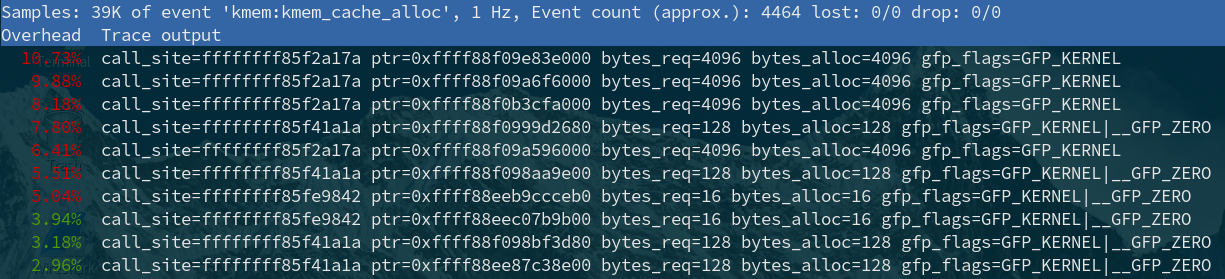 Samples: 39K of event 'kmem:kmem_cache_alloc', 1 Hz, Event count (approx.): 4464 lost: 0/0 drop: 0/0
Overhead  Trace output
10.73%  call_site=ffffffff85f2a17a ptr=0xffff88f09e83e000 bytes_req=4096 bytes_alloc=4096 gfp_flags=GFP_KERNEL
9.88%  call_site=ffffffff85f2a17a ptr=0xffff88f09a6f6000 bytes_req=4096 bytes_alloc=4096 gfp_flags=GFP_KERNEL
8.18%  call_site=ffffffff85f2a17a ptr=0xffff88f0b3cfa000 bytes_req=4096 bytes_alloc=4096 gfp_flags=GFP_KERNEL
7.80%  call_site=ffffffff85f41a1a ptr=0xffff88f0999d2680 bytes_req=128 bytes_alloc=128 gfp_flags=GFP_KERNEL|__GFP_ZERO
6.41%  call_site=ffffffff85f2a17a ptr=0xffff88f09a596000 bytes_req=4096 bytes_alloc=4096 gfp_flags=GFP_KERNEL
5.51%  call_site=ffffffff85f41a1a ptr=0xffff88f098aa9e00 bytes_req=128 bytes_alloc=128 gfp_flags=GFP_KERNEL|__GFP_ZERO
5.04%  call_site=ffffffff85fe9842 ptr=0xffff88eeb9ccceb0 bytes_req=16 bytes_alloc=16 gfp_flags=GFP_KERNEL|__GFP_ZERO
3.94%  call_site=ffffffff85fe9842 ptr=0xffff88eec07b9b00 bytes_req=16 bytes_alloc=16 gfp_flags=GFP_KERNEL|__GFP_ZERO
3.18%  call_site=ffffffff85f41a1a ptr=0xffff88f098bf3d80 bytes_req=128 bytes_alloc=128 gfp_flags=GFP_KERNEL|__GFP_ZERO
2.96%  call_site=ffffffff85f41a1a ptr=0xffff88ee87c38e00 bytes_req=128 bytes_alloc=128 gfp_flags=GFP_KERNEL|__GFP_ZERO